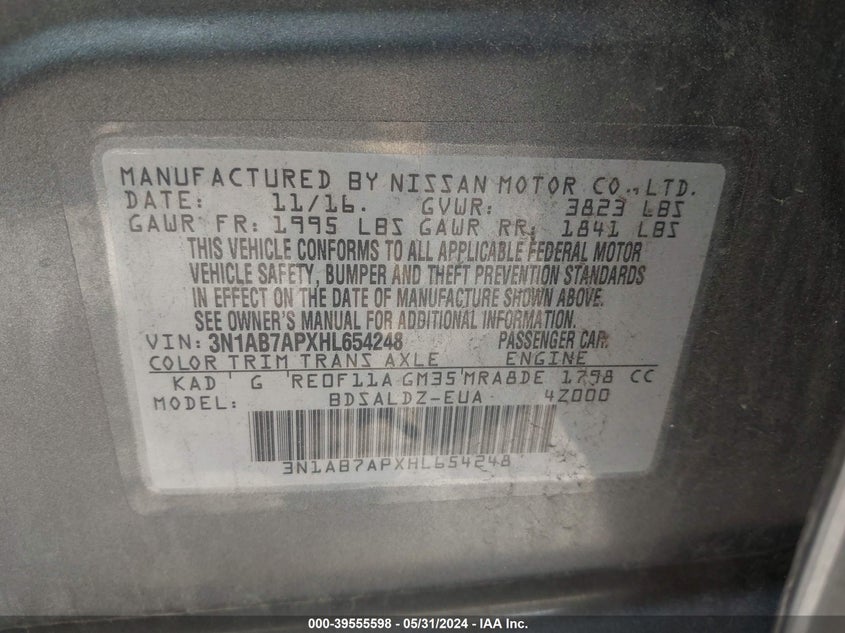 MANUFACTURED BY NISSAN MOTOR CO., LTD.
DATE: 11/16. GVWR: 3823 LBS
GAWR FR: 1995 LBS GAWR RR: 1841 LBS
THIS VEHICLE CONFORMS TO ALL APPLICABLE FEDERAL MOTOR
VEHICLE SAFETY, BUMPER AND THEFT PREVENTION STANDARDS
IN EFFECT ON THE DATE OF MANUFACTURE SHOWN ABOVE.
SEE OWNER'S MANUAL FOR ADDITIONAL INFORMATION.
VIN: 3N1AB7APXHL654248 PASSENGER CAR.
COLOR TRIM TRANS AXLE ENGINE
KAD G RE0F11A GM35 MRA8DE 1798 CC
MODEL: BDSALDZ-EUA 4Z000
3N1AB7APXHL654248
000-39555598 - 05/31/2024 - IAA Inc.